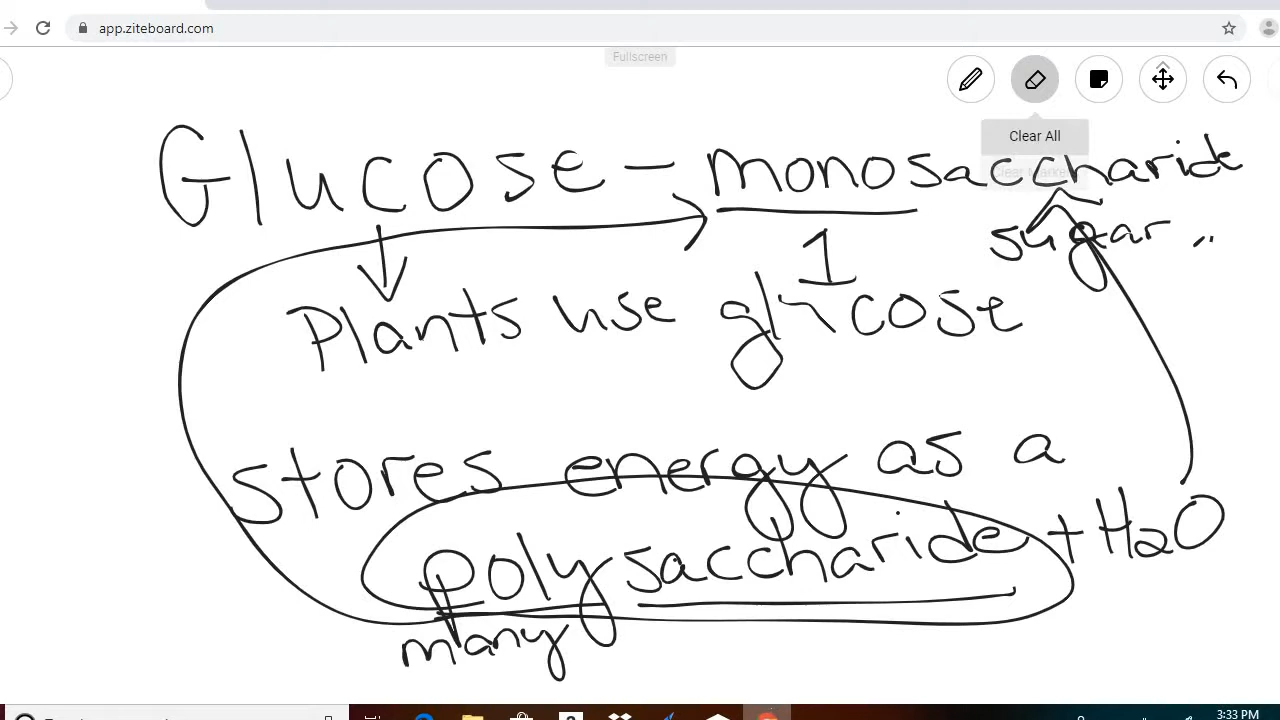 app.ziteboard.com
Fullscreen
Clear All
Glucose - monosaccharide
sugar
1
Plants use glucose
stores energy as a
polysaccharide + H2O
many
3:33 PM